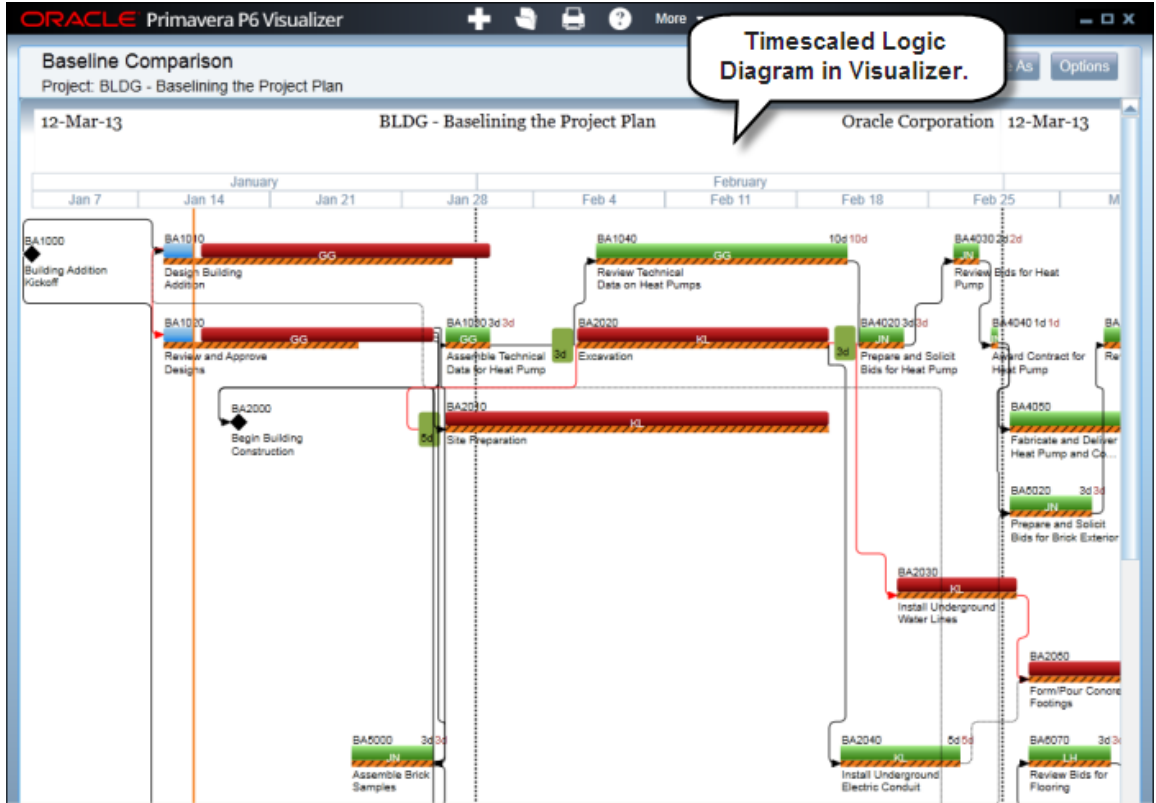 ORACLE Primavera P6 Visualizer
More
Timescaled Logic
Diagram in Visualizer.
Baseline Comparison
As
Options
Project: BLDG - Baselining the Project Plan
12-Mar-13
BLDG - Baselining the Project Plan
Oracle Corporation 12-Mar-13
January
February
Jan 7
Jan 14
Jan 21
Jan 28
Feb 4
Feb 11
Feb 18
Feb 25
M
BA1000
Building Addition
Kickoff
BA1010
GG
Design Building
Addition
BA1040
10d 10d
GG
Review Technical
Data on Heat Pumps
BA4030 2d 2d
JN
Review Bids for Heat
Pump
BA1020
GG
Review and Approve
Designs
BA1030 3d 3d
GG
Assemble Technical
Data for Heat Pump
3d
BA2020
KL
Excavation
3d
BA4020 3d 3d
JN
Prepare and Solicit
Bids for Heat Pump
BA4040 1d 1d
Award Contract for
Heat Pump
BA
Re
BA2000
Begin Building
Construction
5d
BA2010
KL
Site Preparation
BA4050
Fabricate and Deliver
Heat Pump and Co...
BA5020 3d 3d
JN
Prepare and Solicit
Bids for Brick Exterior
BA2030
KL
Install Underground
Water Lines
BA2050
Form/Pour Concre
Footings
BA5000 3d 3d
JN
Assemble Brick
Samples
BA2040 5d 5d
KL
Install Underground
Electric Conduit
BA6070 3d 3d
LH
Review Bids for
Flooring